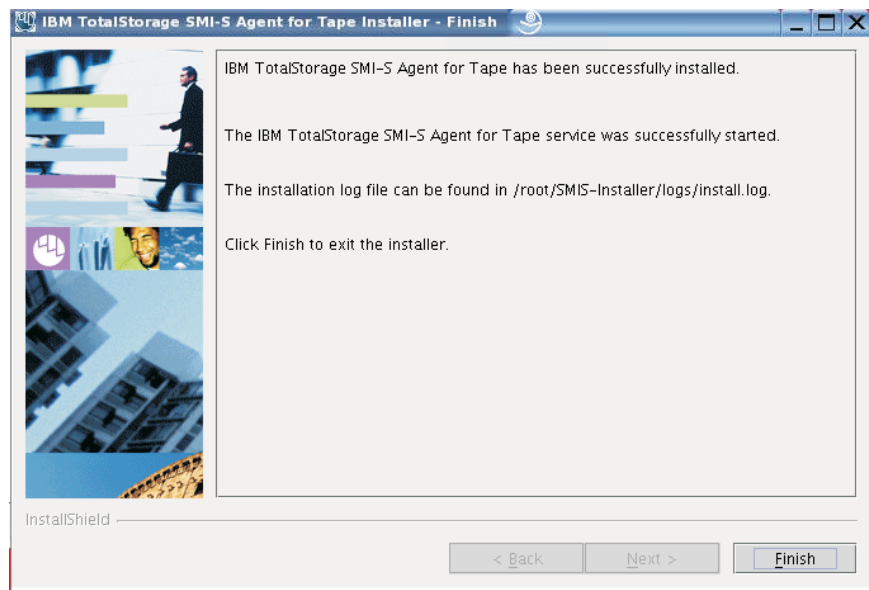 IBM TotalStorage SMI-S Agent for Tape Installer - Finish
IBM TotalStorage SMI-S Agent for Tape has been successfully installed.
The IBM TotalStorage SMI-S Agent for Tape service was successfully started.
The installation log file can be found in /root/SMIS-Installer/logs/install.log.
Click Finish to exit the installer.
InstallShield
< Back
Next >
Finish